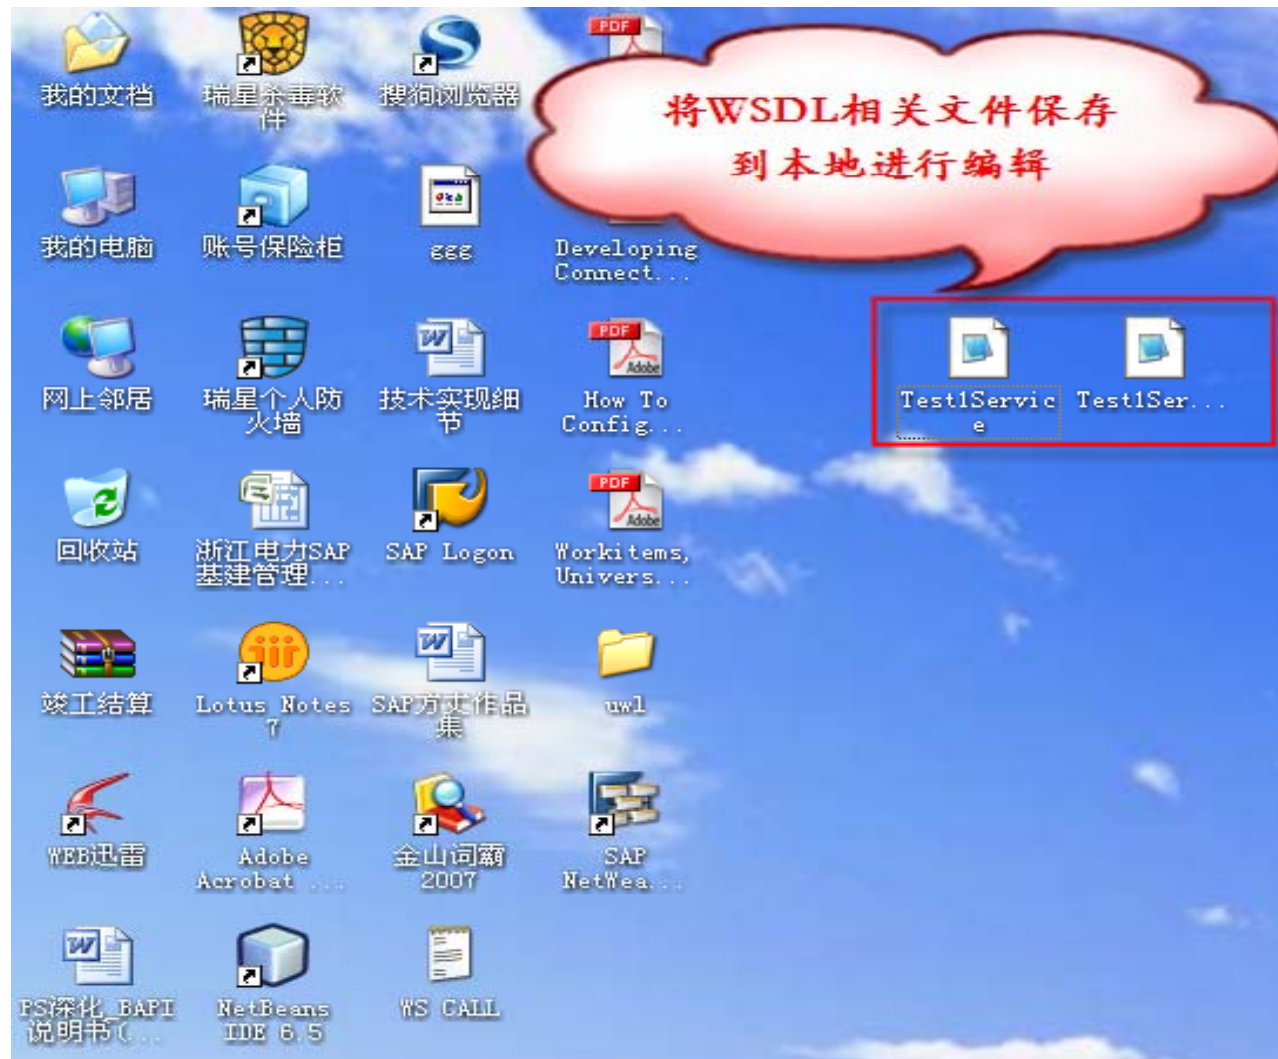 PDF
将WSDL相关文件保存
到本地进行编辑
我的文档
瑞星杀毒软
件
搜狗浏览器
我的电脑
账号保险柜
ggg
Developing
Connect...
网上邻居
瑞星个人防
火墙
W
技术实现细
节
PDF
Adobe
How To
Config...
Test1Servic
e
Test1Ser...
回收站
浙江电力SAP
基建管理...
SAP Logon
PDF
Adobe
Workitems,
Univers...
竣工结算
Lotus Notes
7
W
SAP方丈作品
集
uwl
WEB迅雷
Adobe
Acrobat ...
金山词霸
2007
SAP
NetWea...
W
PS深化_BAPI
说明书(...
NetBeans
IDE 6.5
WS CALL